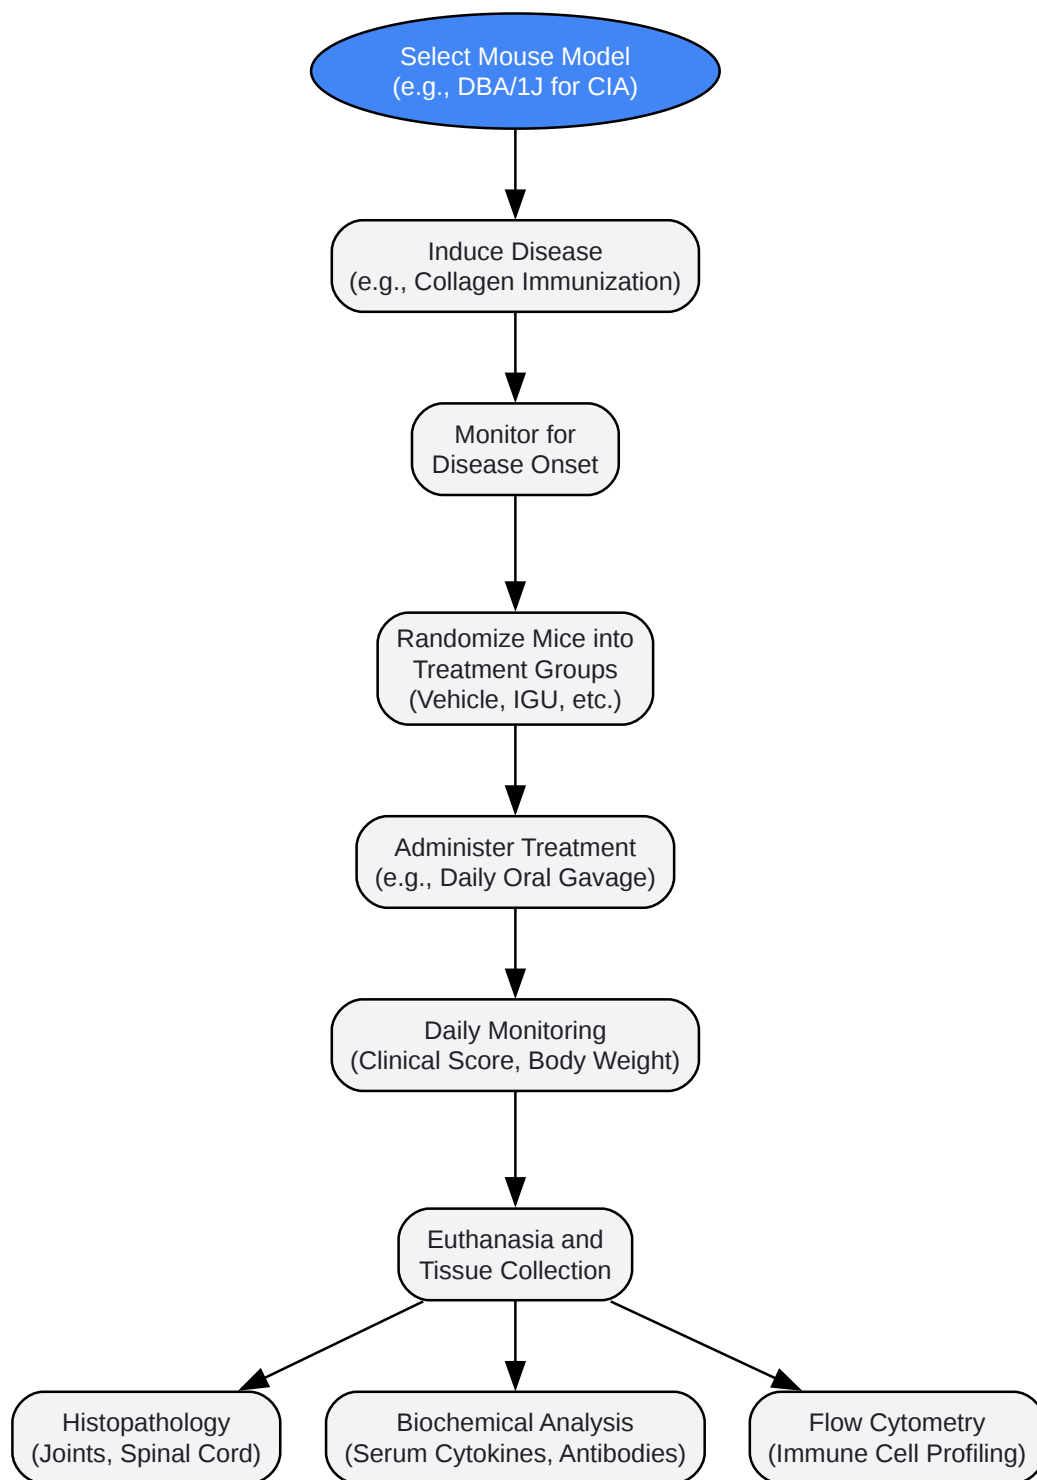 Select Mouse Model
(e.g., DBA/1J for CIA)
Induce Disease
(e.g., Collagen Immunization)
Monitor for
Disease Onset
Randomize Mice into
Treatment Groups
(Vehicle, IGU, etc.)
Administer Treatment
(e.g., Daily Oral Gavage)
Daily Monitoring
(Clinical Score, Body Weight)
Euthanasia and
Tissue Collection
Histopathology
(Joints, Spinal Cord)
Biochemical Analysis
(Serum Cytokines, Antibodies)
Flow Cytometry
(Immune Cell Profiling)